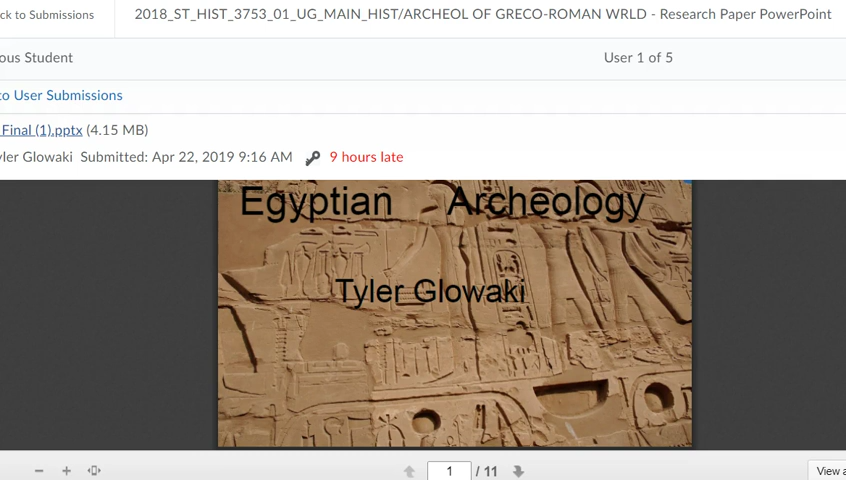 ck to Submissions 2018_ST_HIST_3753_01_UG_MAIN_HIST/ARCHEOL OF GRECO-ROMAN WRLD - Research Paper PowerPoint
ous Student User 1 of 5
to User Submissions
Final (1).pptx (4.15 MB)
yler Glowaki Submitted: Apr 22, 2019 9:16 AM 9 hours late
Egyptian Archeology
Tyler Glowaki
1 / 11
View a